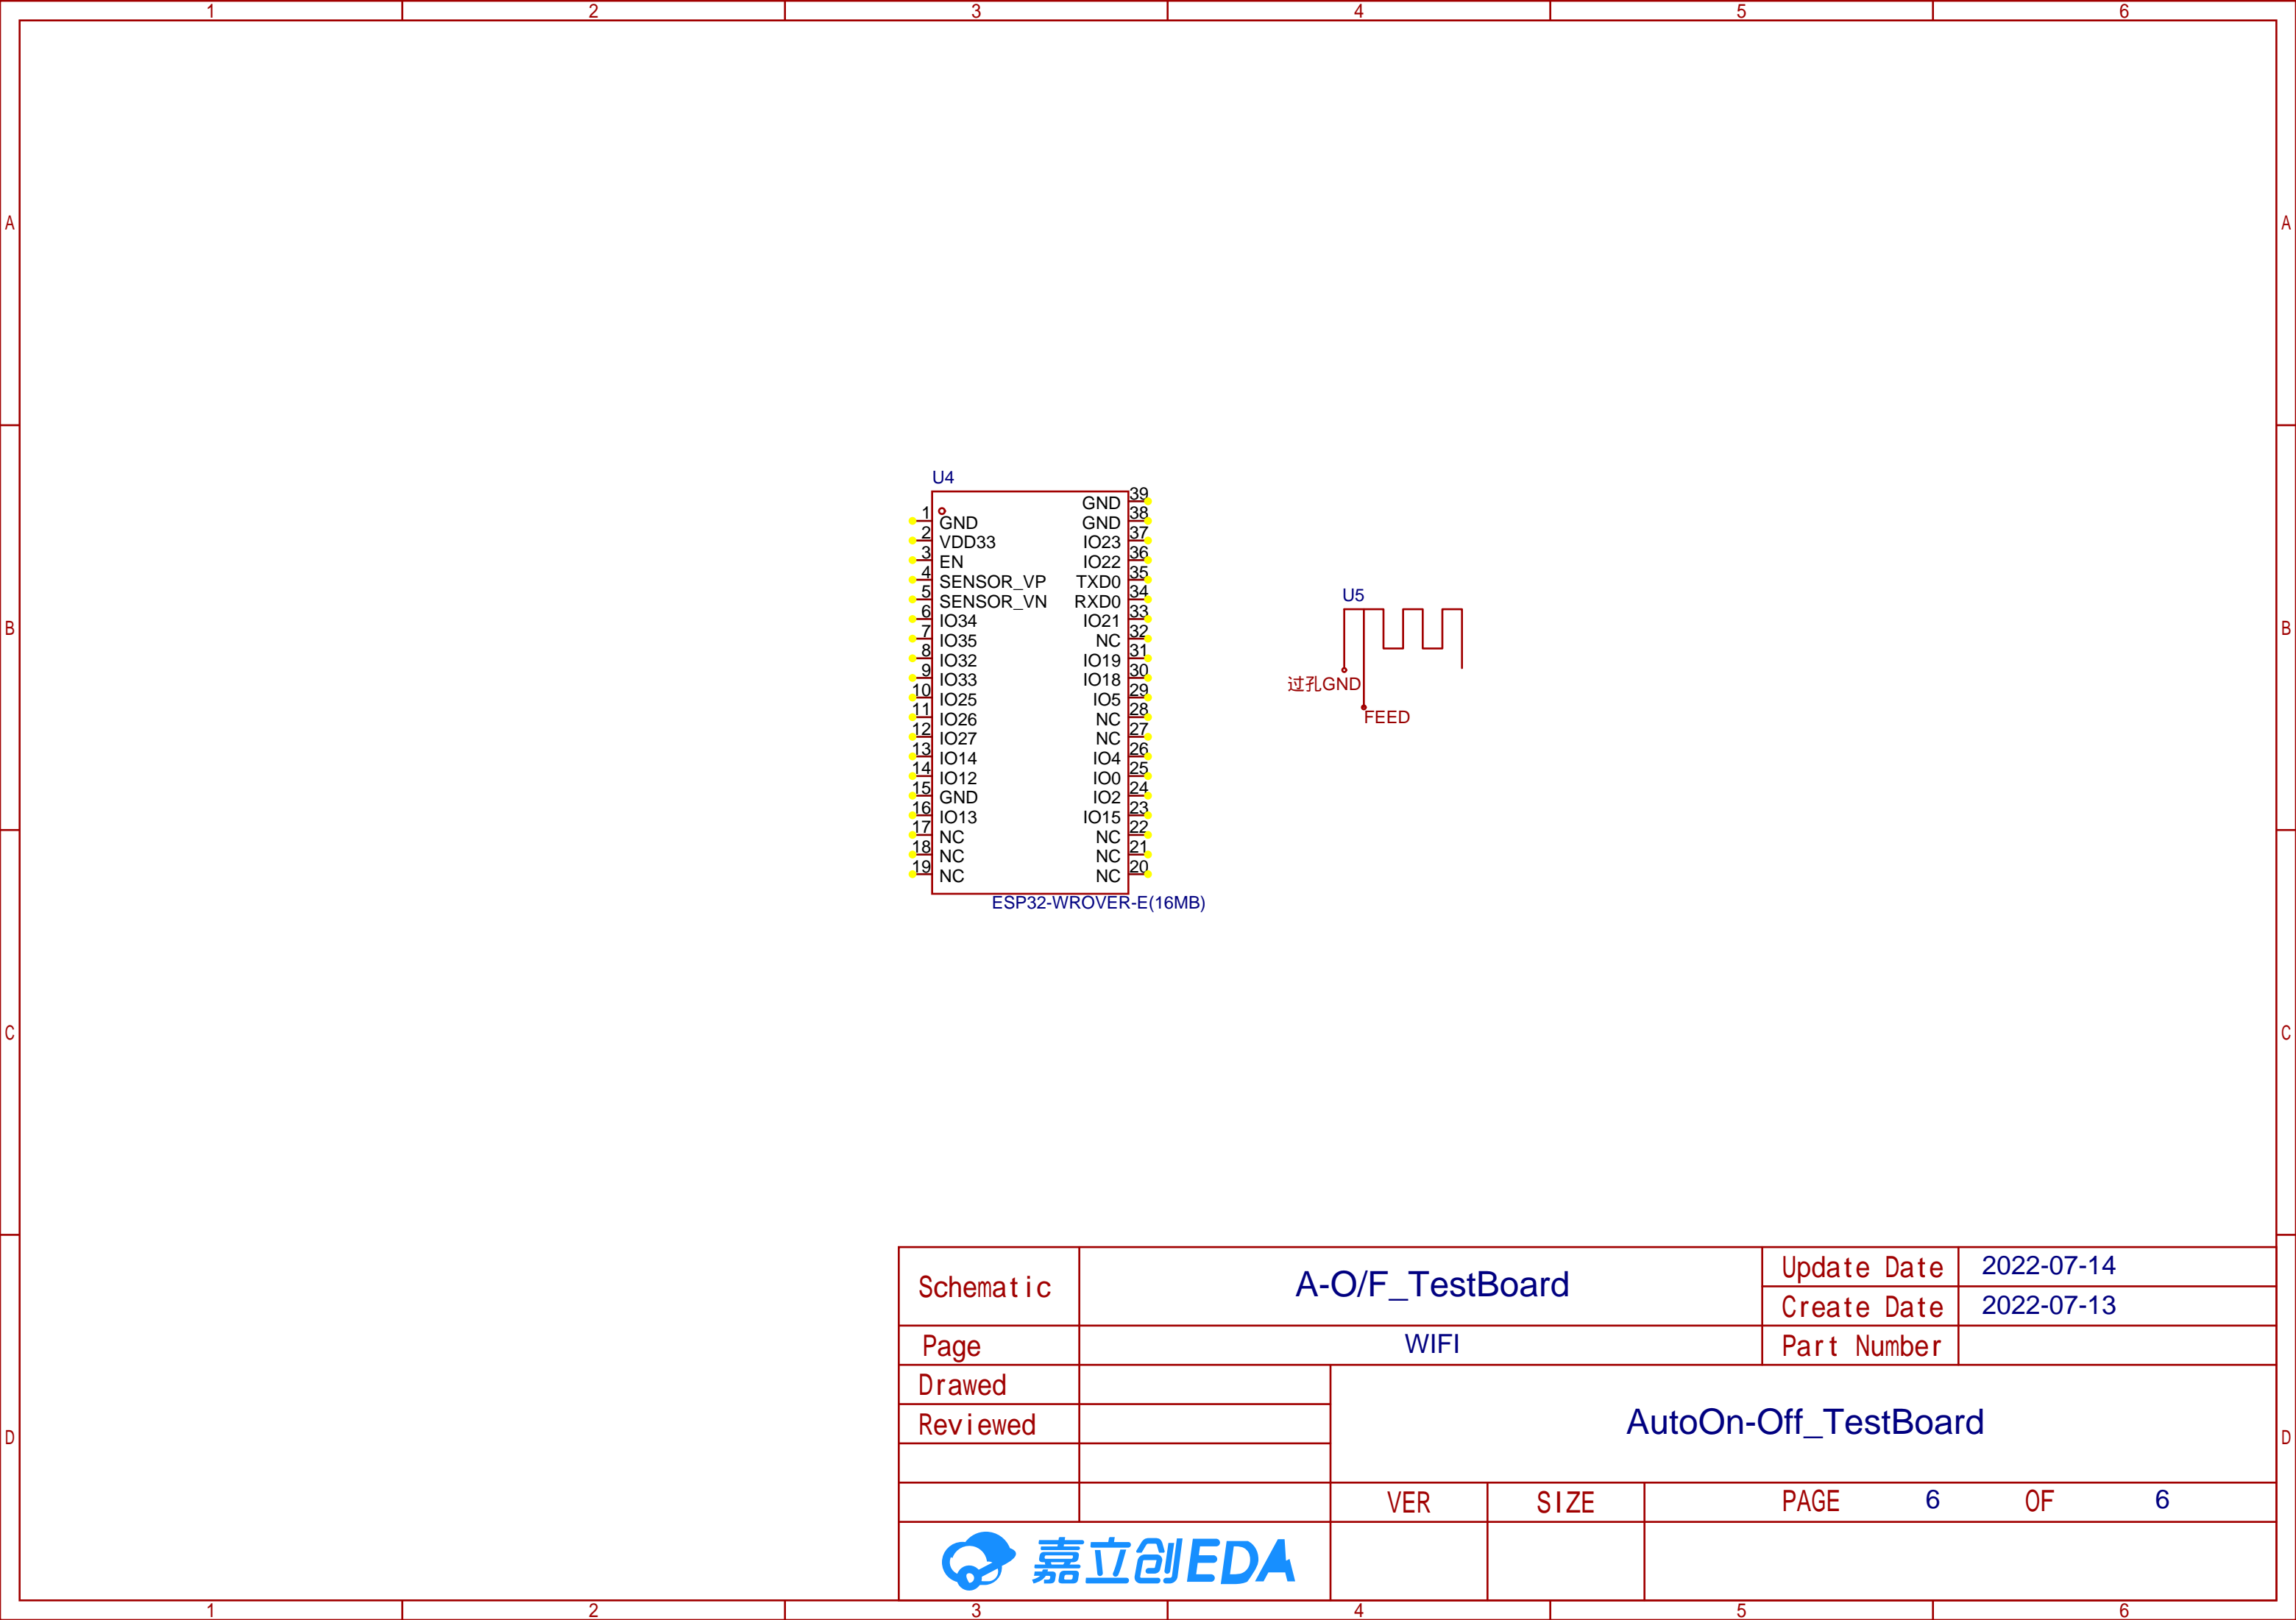 1 2 3 4 5 6
A A
B B
C C
D D
U4
1 GND
2 VDD33
3 EN
4 SENSOR_VP
5 SENSOR_VN
6 IO34
7 IO35
8 IO32
9 IO33
10 IO25
11 IO26
12 IO27
13 IO14
14 IO12
15 GND
16 IO13
17 NC
18 NC
19 NC
GND 39
GND 38
IO23 37
IO22 36
TXD0 35
RXD0 34
IO21 33
NC 32
IO19 31
IO18 30
IO5 29
NC 28
NC 27
IO4 26
IO0 25
IO2 24
IO15 23
NC 22
NC 21
NC 20
ESP32-WROVER-E(16MB)
U5
过孔GND
FEED
Schematic A-O/F_TestBoard
Update Date 2022-07-14
Create Date 2022-07-13
Page WIFI
Part Number
Drawed
Reviewed
AutoOn-Off_TestBoard
VER SIZE PAGE 6 OF 6
嘉立创EDA
1 2 3 4 5 6